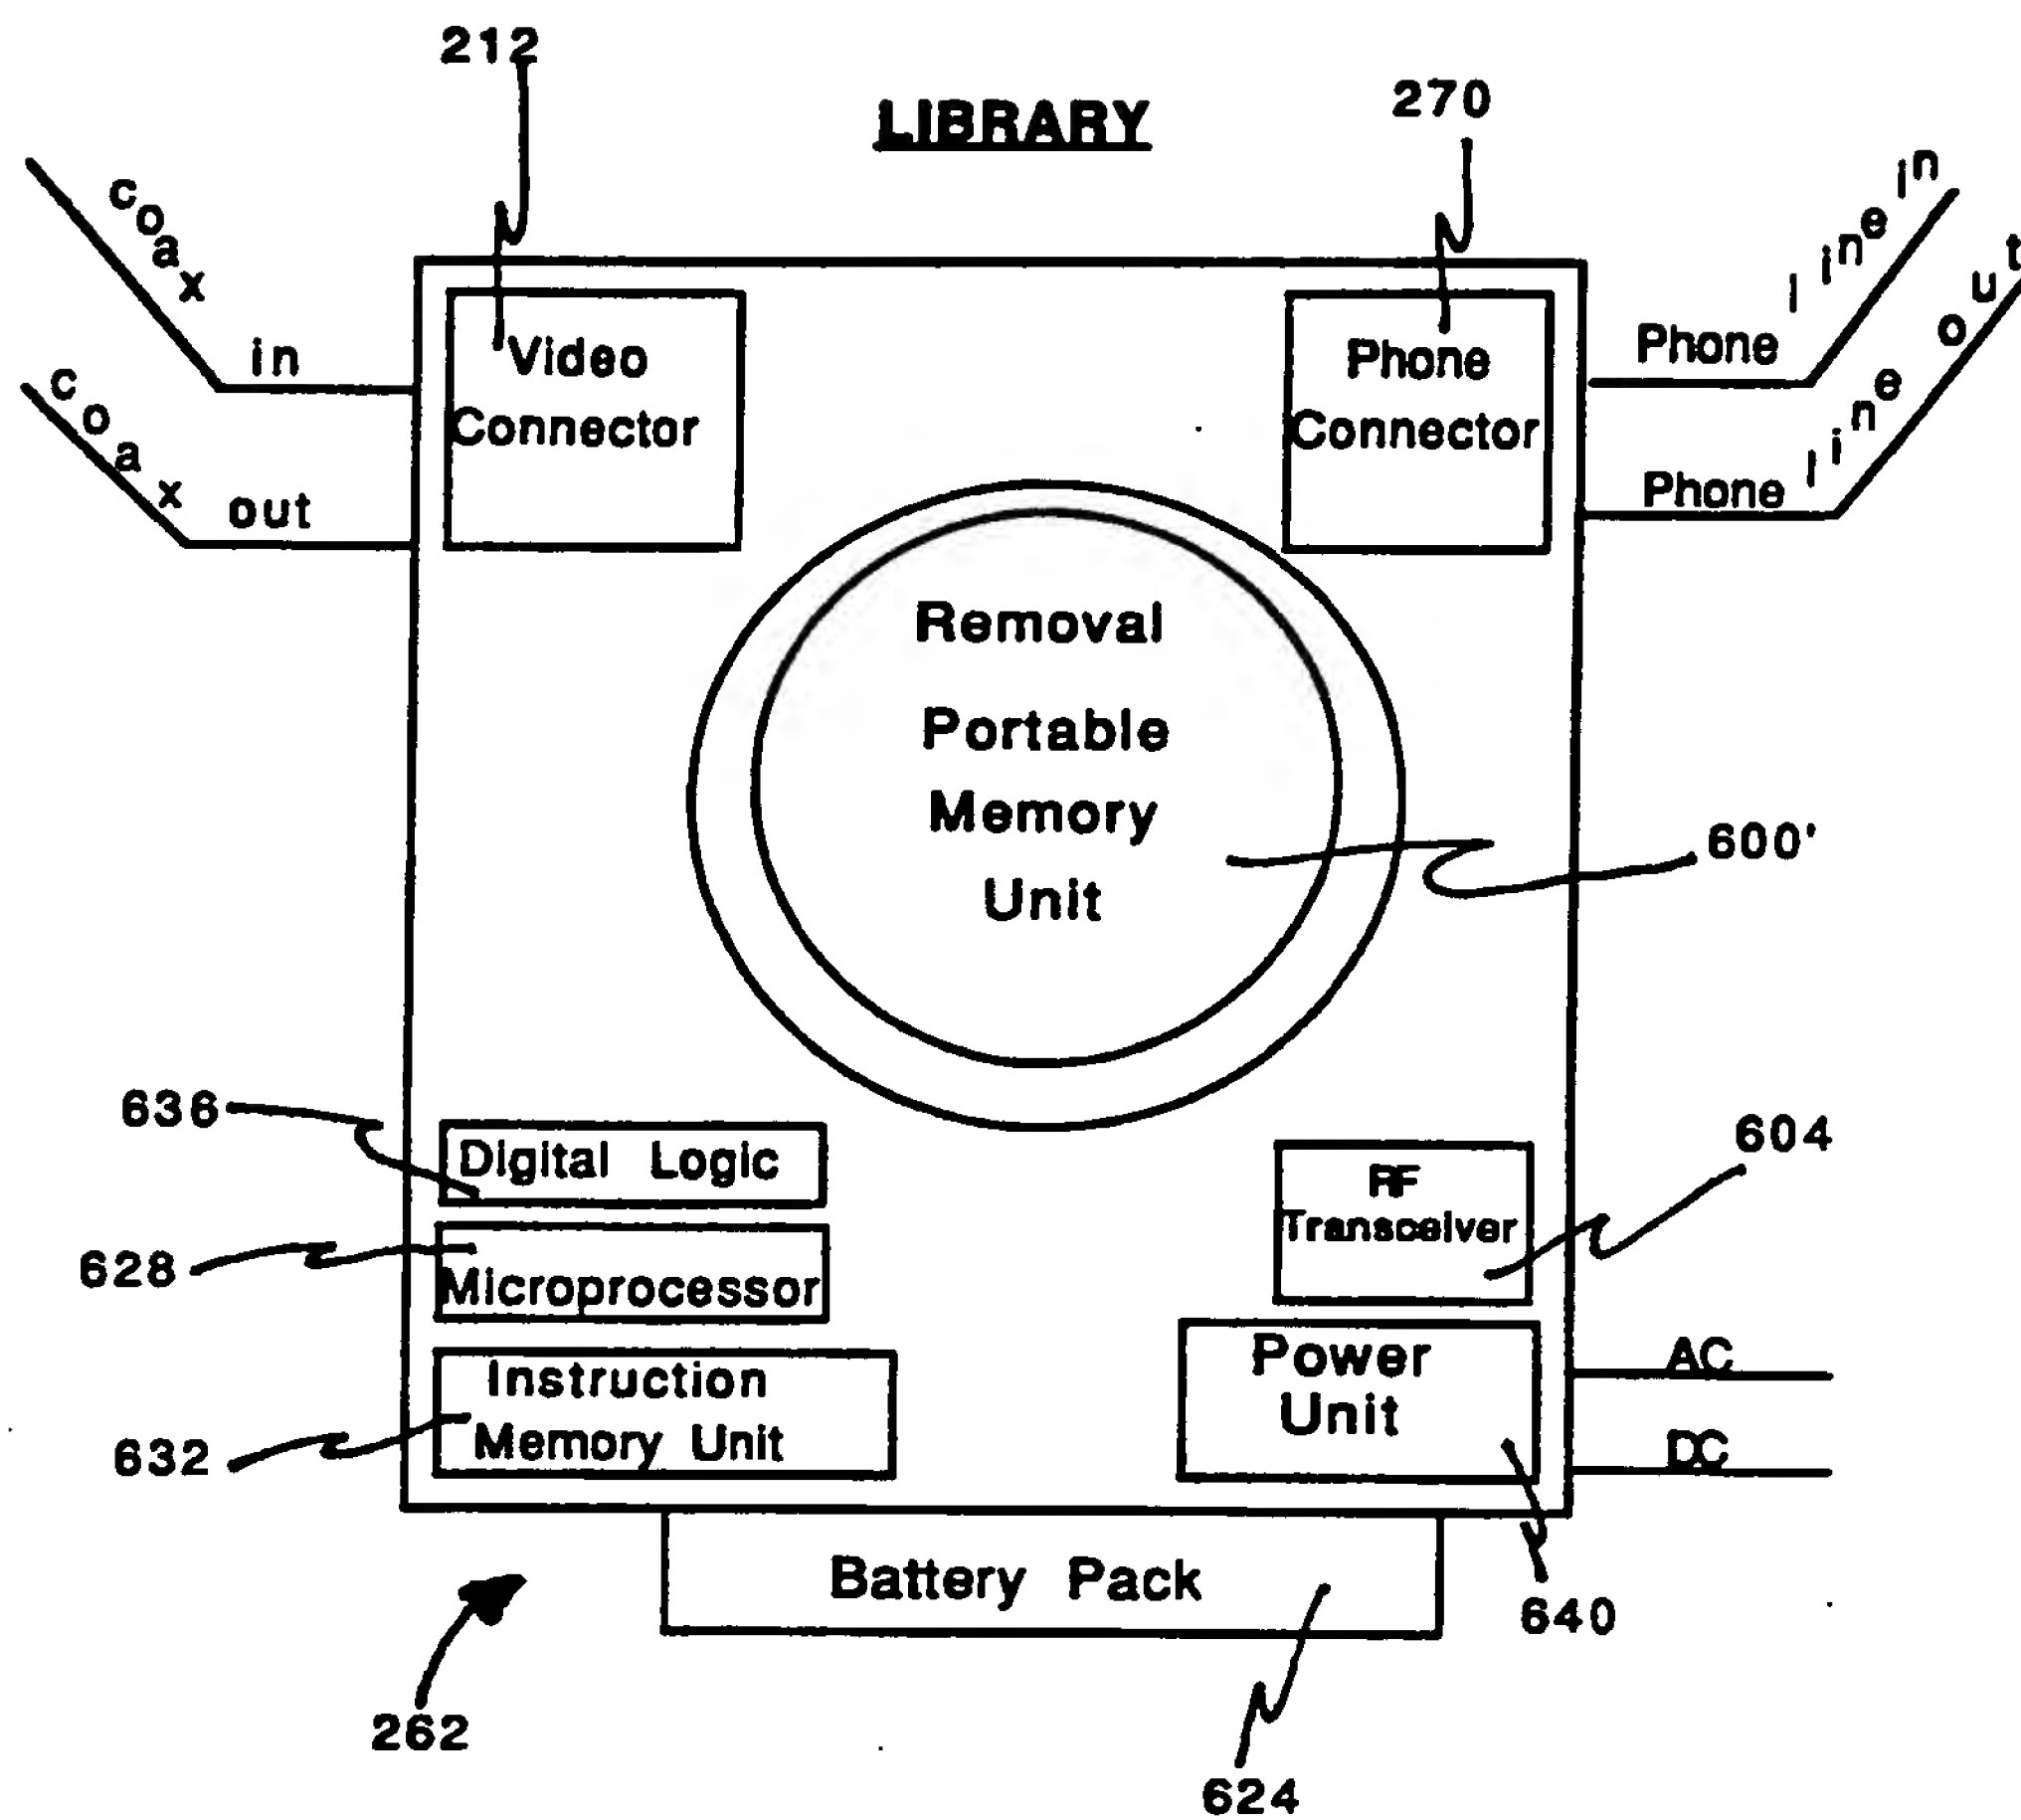 212
LIBRARY
270
coax in
coax out
Video
Connector
Phone
Connector
Phone line in
Phone line out
Removal
Portable
Memory
Unit
600'
636
Digital Logic
628
Microprocessor
632
Instruction
Memory Unit
RF
Transceiver
604
Power
Unit
AC
DC
640
Battery Pack
262
624